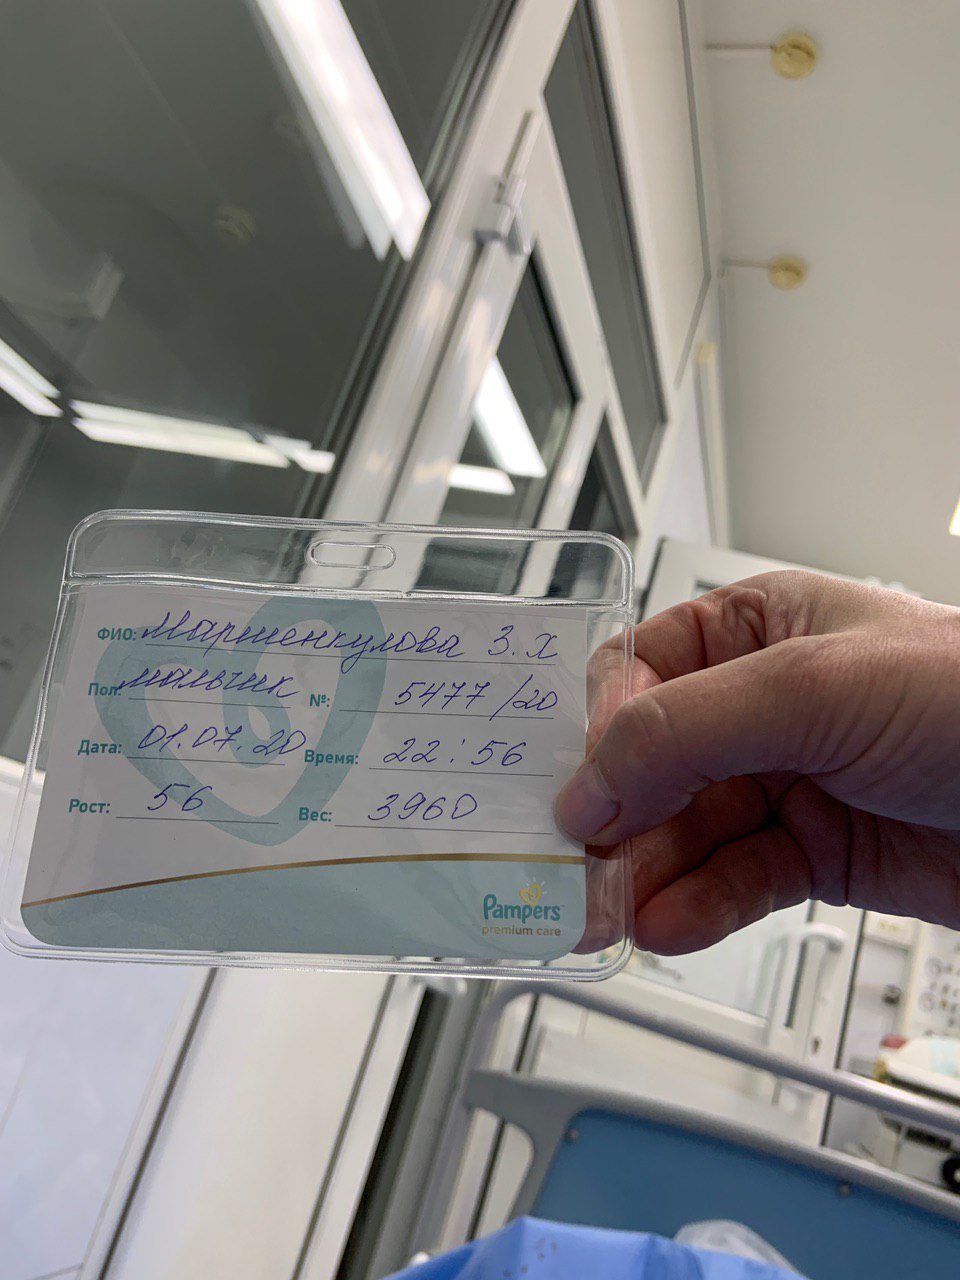 ФИО: Маршенкулова З.Х
Пол: мальчик №: 5477/20
Дата: 01.07.20 Время: 22:56
Рост: 56 Вес: 3960
Pampers
premium care